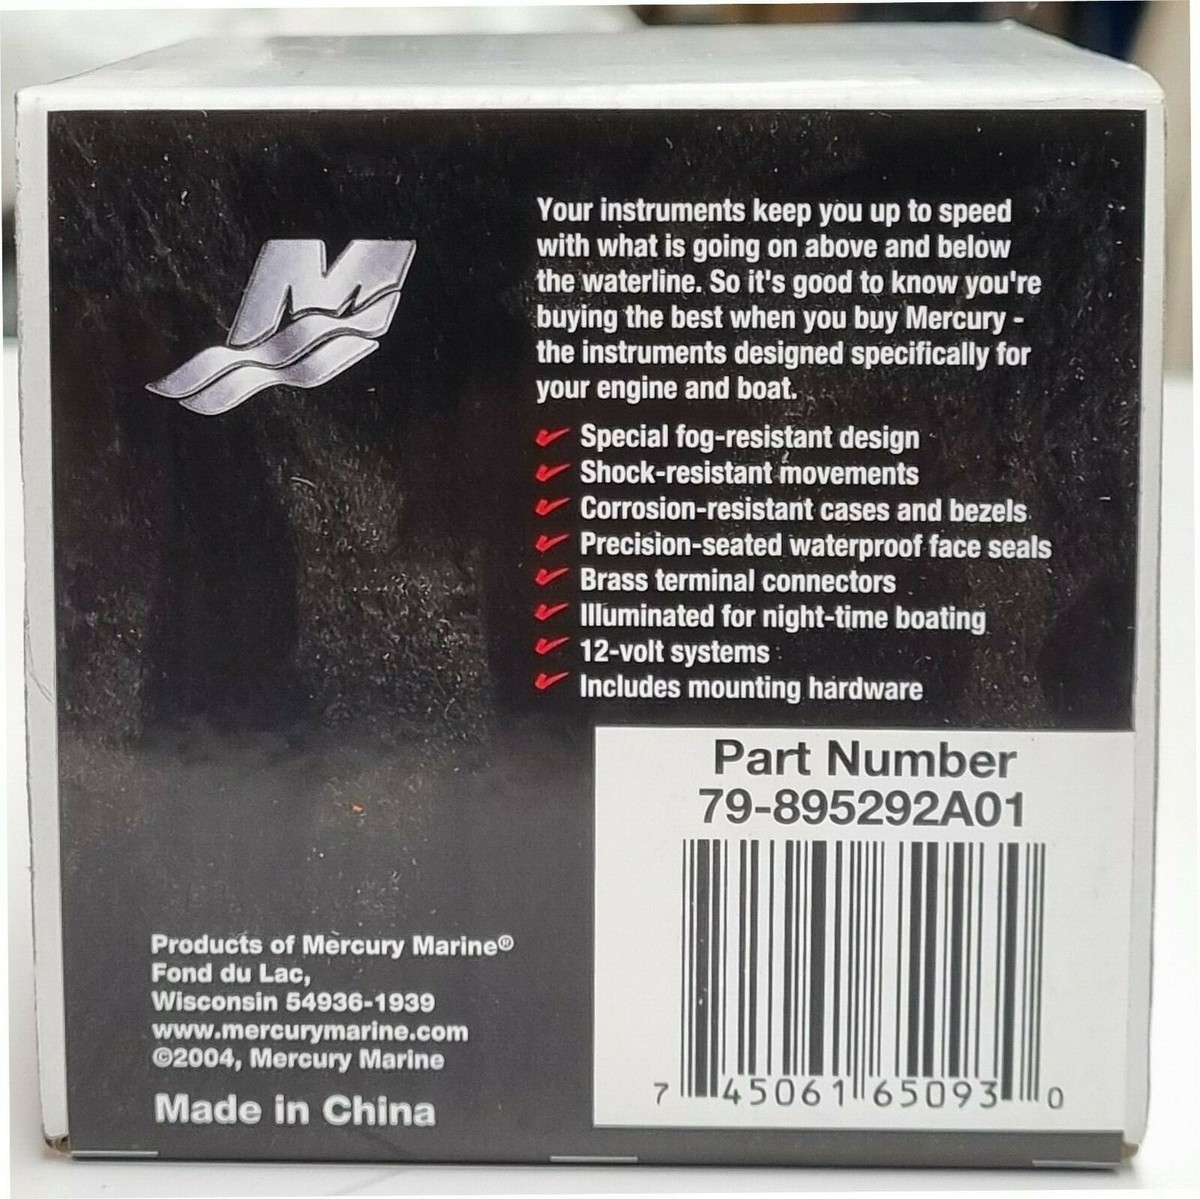 M
Your instruments keep you up to speed
with what is going on above and below
the waterline. So it's good to know you're
buying the best when you buy Mercury -
the instruments designed specifically for
your engine and boat.
Special fog-resistant design
Shock-resistant movements
Corrosion-resistant cases and bezels
Precision-seated waterproof face seals
Brass terminal connectors
Illuminated for night-time boating
12-volt systems
Includes mounting hardware
Part Number
79-895292A01
7 45061 65093 0
Products of Mercury Marine®
Fond du Lac,
Wisconsin 54936-1939
www.mercurymarine.com
©2004, Mercury Marine
Made in China